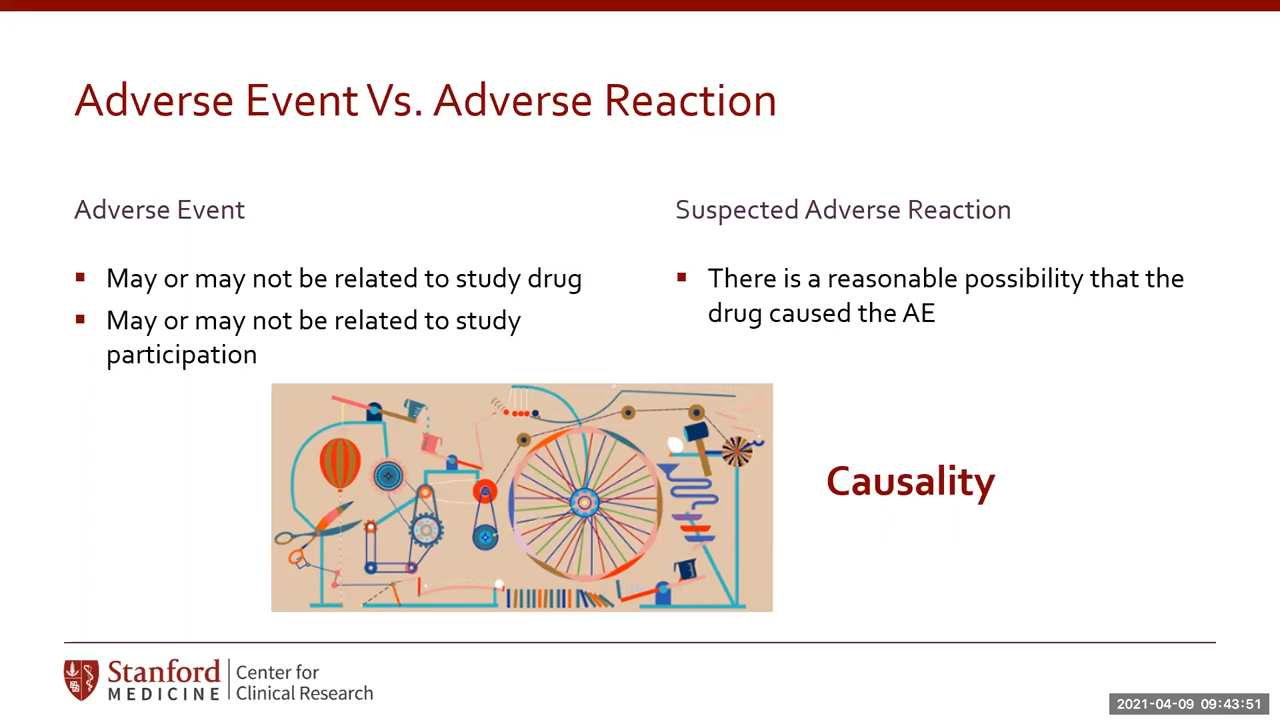 Adverse Event Vs. Adverse Reaction
Adverse Event
▪ May or may not be related to study drug
▪ May or may not be related to study
participation
Suspected Adverse Reaction
▪ There is a reasonable possibility that the
drug caused the AE
Causality
Stanford
MEDICINE
Center for
Clinical Research
2021-04-09 09:43:51